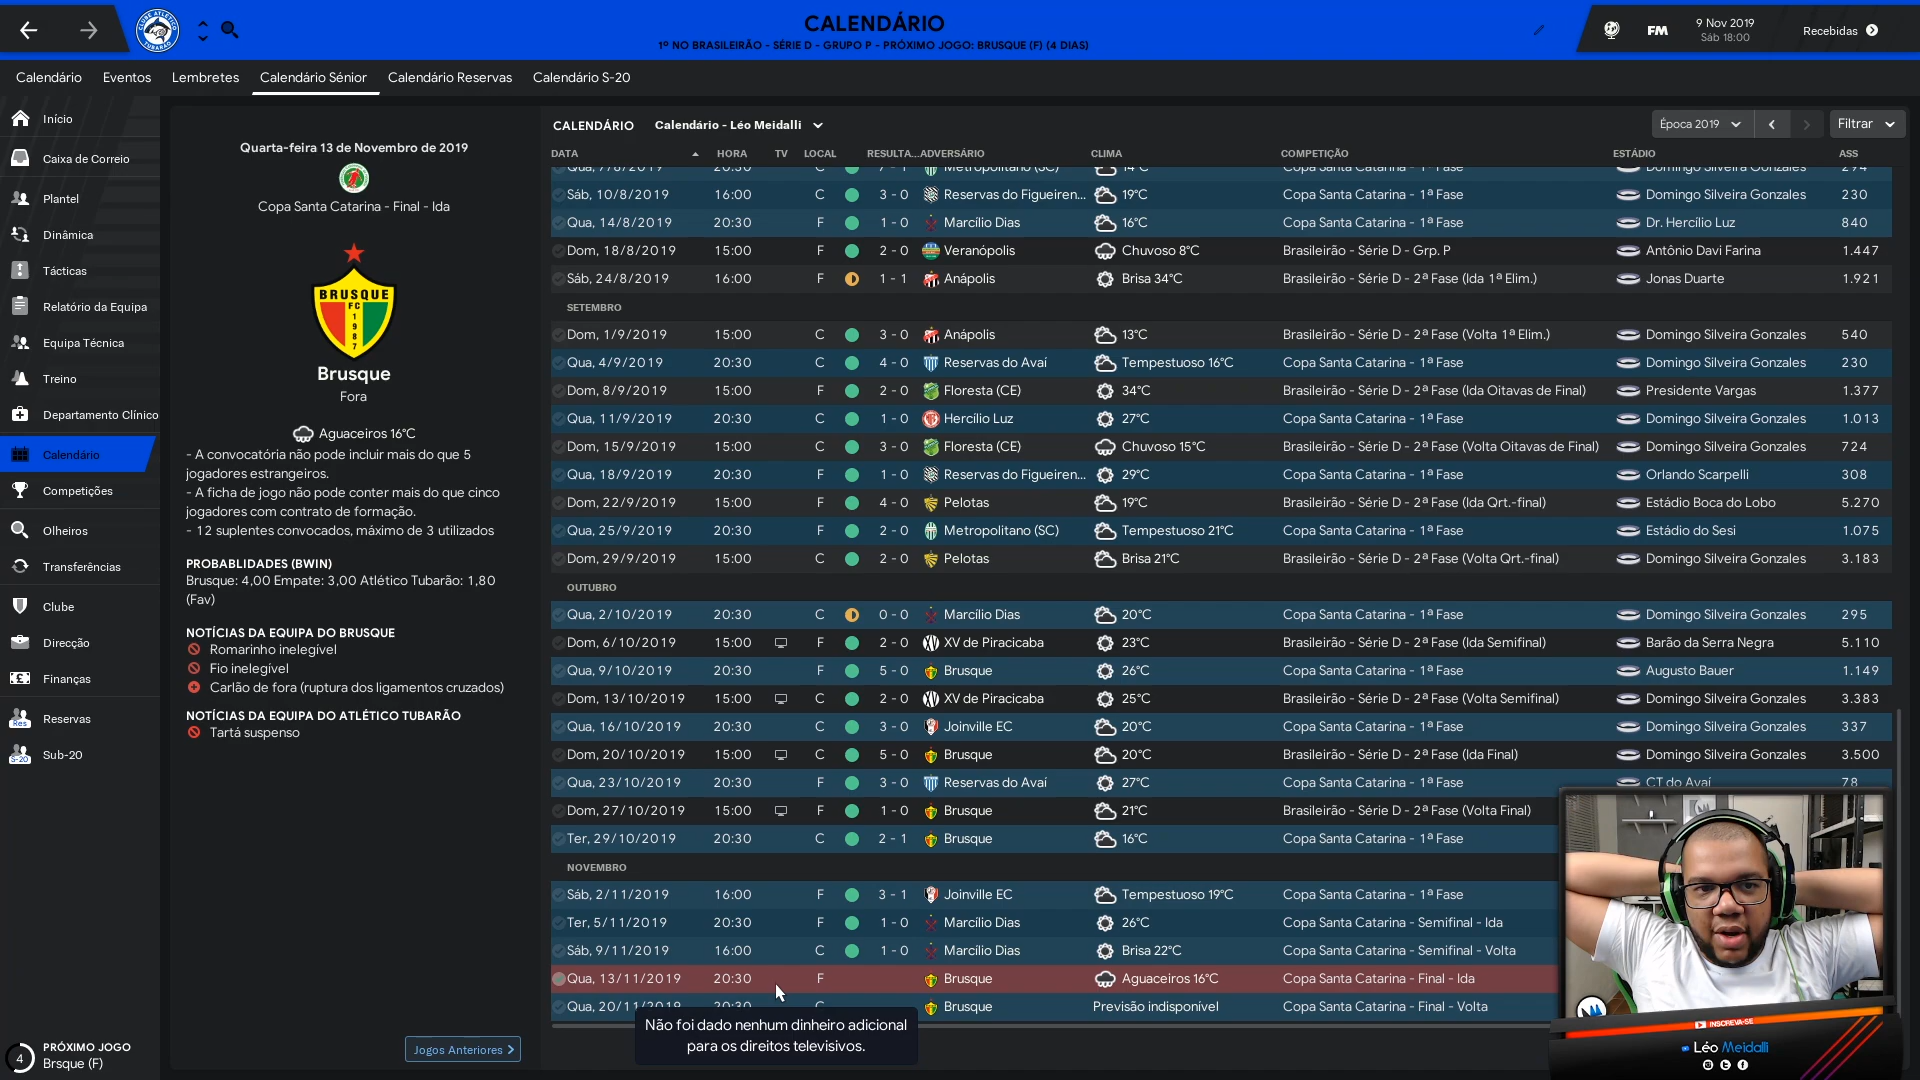 CALENDÁRIO
1º NO BRASILEIRÃO - SÉRIE D - GRUPO P - PRÓXIMO JOGO: BRUSQUE (F) (4 DIAS)
FM
9 Nov 2019
Sáb 18:00
Recebidas
Calendário Eventos Lembretes Calendário Sénior Calendário Reservas Calendário S-20
Início
Caixa de Correio
Plantel
Dinâmica
Tácticas
Relatório da Equipa
Equipa Técnica
Treino
Departamento Clínico
Calendário
Competições
Olheiros
Transferências
Clube
Direcção
Finanças
Reservas
Sub-20
PRÓXIMO JOGO
4
Brsque (F)
Quarta-feira 13 de Novembro de 2019
Copa Santa Catarina - Final - Ida
BRUSQUE
FC
1
9
8
7
Brusque
Fora
Aguaceiros 16°C
- A convocatória não pode incluir mais do que 5
jogadores estrangeiros.
- A ficha de jogo não pode conter mais do que cinco
jogadores com contrato de formação.
- 12 suplentes convocados, máximo de 3 utilizados
PROBABLIDADES (BWIN)
Brusque: 4,00 Empate: 3,00 Atlético Tubarão: 1,80
(Fav)
NOTÍCIAS DA EQUIPA DO BRUSQUE
Romarinho inelegível
Fio inelegível
Carlão de fora (ruptura dos ligamentos cruzados)
NOTÍCIAS DA EQUIPA DO ATLÉTICO TUBARÃO
Tartá suspenso
Jogos Anteriores
CALENDÁRIO Calendário - Léo Meidalli Época 2019 Filtrar
DATA HORA TV LOCAL RESULTA... ADVERSÁRIO CLIMA COMPETIÇÃO ESTÁDIO ASS
Qua, 7/8/2019 20:30 C 7 - 1 Metropolitano (SC) 14°C Copa Santa Catarina - 1ª Fase Domingo Silveira Gonzales 294
Sáb, 10/8/2019 16:00 C 3 - 0 Reservas do Figueiren... 19°C Copa Santa Catarina - 1ª Fase Domingo Silveira Gonzales 230
Qua, 14/8/2019 20:30 F 1 - 0 Marcílio Dias 16°C Copa Santa Catarina - 1ª Fase Dr. Hercílio Luz 840
Dom, 18/8/2019 15:00 F 2 - 0 Veranópolis Chuvoso 8°C Brasileirão - Série D - Grp. P Antônio Davi Farina 1.447
Sáb, 24/8/2019 16:00 F 1 - 1 Anápolis Brisa 34°C Brasileirão - Série D - 2ª Fase (Ida 1ª Elim.) Jonas Duarte 1.921
SETEMBRO
Dom, 1/9/2019 15:00 C 3 - 0 Anápolis 13°C Brasileirão - Série D - 2ª Fase (Volta 1ª Elim.) Domingo Silveira Gonzales 540
Qua, 4/9/2019 20:30 C 4 - 0 Reservas do Avaí Tempestuoso 16°C Copa Santa Catarina - 1ª Fase Domingo Silveira Gonzales 230
Dom, 8/9/2019 15:00 F 2 - 0 Floresta (CE) 34°C Brasileirão - Série D - 2ª Fase (Ida Oitavas de Final) Presidente Vargas 1.377
Qua, 11/9/2019 20:30 C 1 - 0 Hercílio Luz 27°C Copa Santa Catarina - 1ª Fase Domingo Silveira Gonzales 1.013
Dom, 15/9/2019 15:00 C 3 - 0 Floresta (CE) Chuvoso 15°C Brasileirão - Série D - 2ª Fase (Volta Oitavas de Final) Domingo Silveira Gonzales 724
Qua, 18/9/2019 20:30 F 1 - 0 Reservas do Figueiren... 29°C Copa Santa Catarina - 1ª Fase Orlando Scarpelli 308
Dom, 22/9/2019 15:00 F 4 - 0 Pelotas 19°C Brasileirão - Série D - 2ª Fase (Ida Qrt.-final) Estádio Boca do Lobo 5.270
Qua, 25/9/2019 20:30 F 2 - 0 Metropolitano (SC) Tempestuoso 21°C Copa Santa Catarina - 1ª Fase Estádio do Sesi 1.075
Dom, 29/9/2019 15:00 C 2 - 0 Pelotas Brisa 21°C Brasileirão - Série D - 2ª Fase (Volta Qrt.-final) Domingo Silveira Gonzales 3.183
OUTUBRO
Qua, 2/10/2019 20:30 C 0 - 0 Marcílio Dias 20°C Copa Santa Catarina - 1ª Fase Domingo Silveira Gonzales 295
Dom, 6/10/2019 15:00 F 2 - 0 XV de Piracicaba 23°C Brasileirão - Série D - 2ª Fase (Ida Semifinal) Barão da Serra Negra 5.110
Qua, 9/10/2019 20:30 F 5 - 0 Brusque 26°C Copa Santa Catarina - 1ª Fase Augusto Bauer 1.149
Dom, 13/10/2019 15:00 C 2 - 0 XV de Piracicaba 25°C Brasileirão - Série D - 2ª Fase (Volta Semifinal) Domingo Silveira Gonzales 3.383
Qua, 16/10/2019 20:30 C 3 - 0 Joinville EC 20°C Copa Santa Catarina - 1ª Fase Domingo Silveira Gonzales 337
Dom, 20/10/2019 15:00 C 5 - 0 Brusque 20°C Brasileirão - Série D - 2ª Fase (Ida Final) Domingo Silveira Gonzales 3.500
Qua, 23/10/2019 20:30 F 3 - 0 Reservas do Avaí 27°C Copa Santa Catarina - 1ª Fase CT do Avaí 78
Dom, 27/10/2019 15:00 F 1 - 0 Brusque 21°C Brasileirão - Série D - 2ª Fase (Volta Final)
Ter, 29/10/2019 20:30 C 2 - 1 Brusque 16°C Copa Santa Catarina - 1ª Fase
NOVEMBRO
Sáb, 2/11/2019 16:00 F 3 - 1 Joinville EC Tempestuoso 19°C Copa Santa Catarina - 1ª Fase
Ter, 5/11/2019 20:30 F 1 - 0 Marcílio Dias 26°C Copa Santa Catarina - Semifinal - Ida
Sáb, 9/11/2019 16:00 C 1 - 0 Marcílio Dias Brisa 22°C Copa Santa Catarina - Semifinal - Volta
Qua, 13/11/2019 20:30 F Brusque Aguaceiros 16°C Copa Santa Catarina - Final - Ida
Qua, 20/11/2019 20:30 C Brusque Previsão indisponível Copa Santa Catarina - Final - Volta
Não foi dado nenhum dinheiro adicional
para os direitos televisivos.
INSCREVA-SE
Léo Meidalli